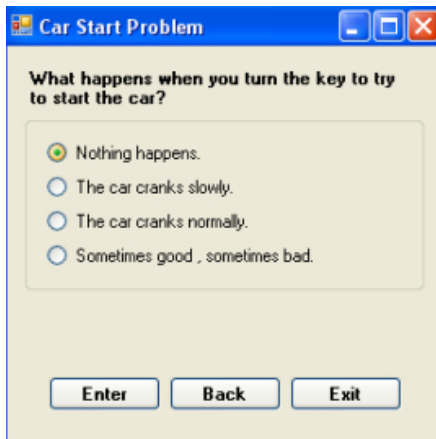 Car Start Problem
What happens when you turn the key to try
to start the car?
Nothing happens.
The car cranks slowly.
The car cranks normally.
Sometimes good , sometimes bad.
Enter Back Exit